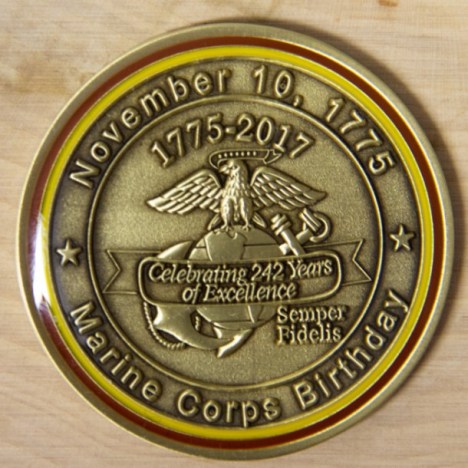 November 10, 1775
1775-2017
Celebrating 242 Years
of Excellence
Semper
Fidelis
Marine Corps Birthday